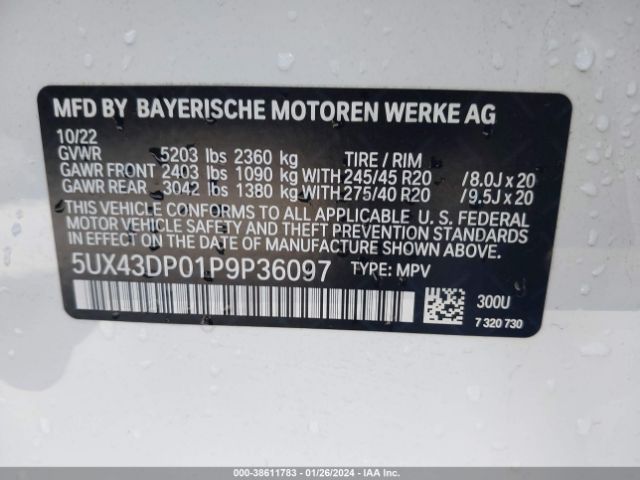 MFD BY BAYERISCHE MOTOREN WERKE AG
10/22
GVWR 5203 lbs 2360 kg TIRE / RIM
GAWR FRONT 2403 lbs 1090 kg WITH 245/45 R20 /8.0J x 20
GAWR REAR 3042 lbs 1380 kg WITH 275/40 R20 /9.5J x 20
THIS VEHICLE CONFORMS TO ALL APPLICABLE U. S. FEDERAL
MOTOR VEHICLE SAFETY AND THEFT PREVENTION STANDARDS
IN EFFECT ON THE DATE OF MANUFACTURE SHOWN ABOVE.
5UX43DP01P9P36097 TYPE: MPV
300U
7 320 730
000-38611783 - 01/26/2024 - IAA Inc.